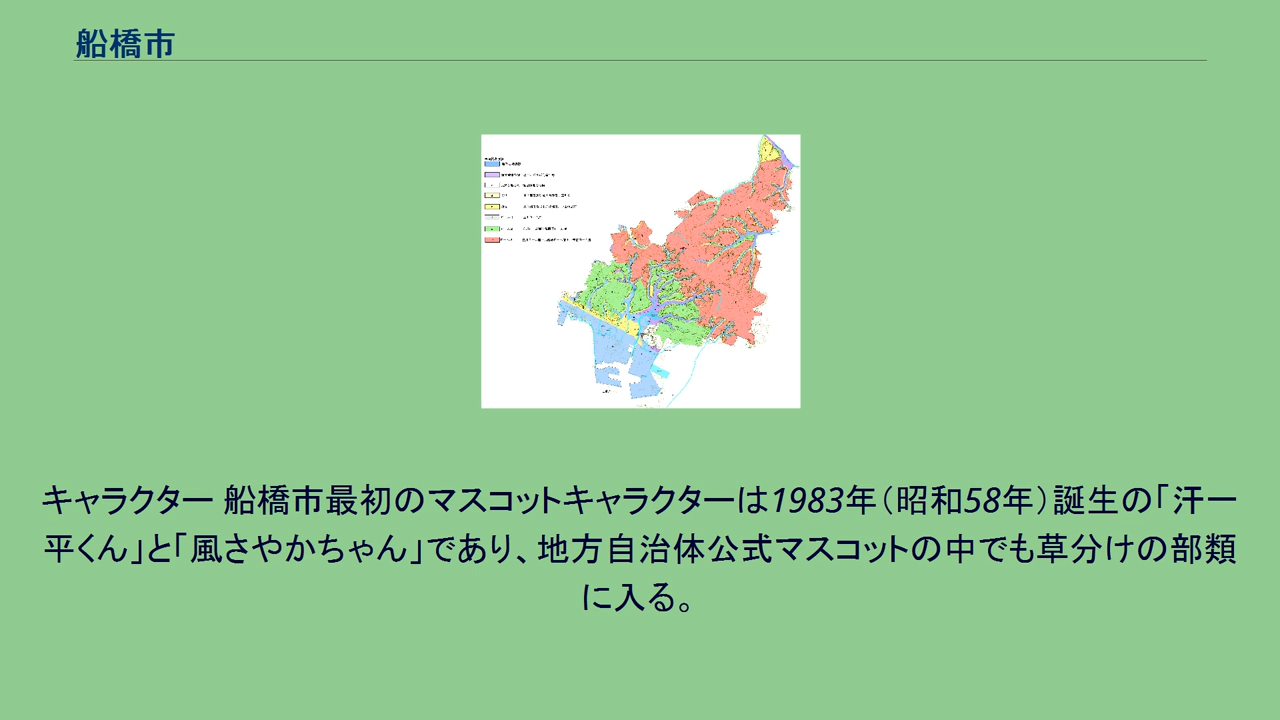 船橋市
キャラクター 船橋市最初のマスコットキャラクターは1983年（昭和58年）誕生の「汗一
平くん」と「風さやかちゃん」であり、地方自治体公式マスコットの中でも草分けの部類
に入る。